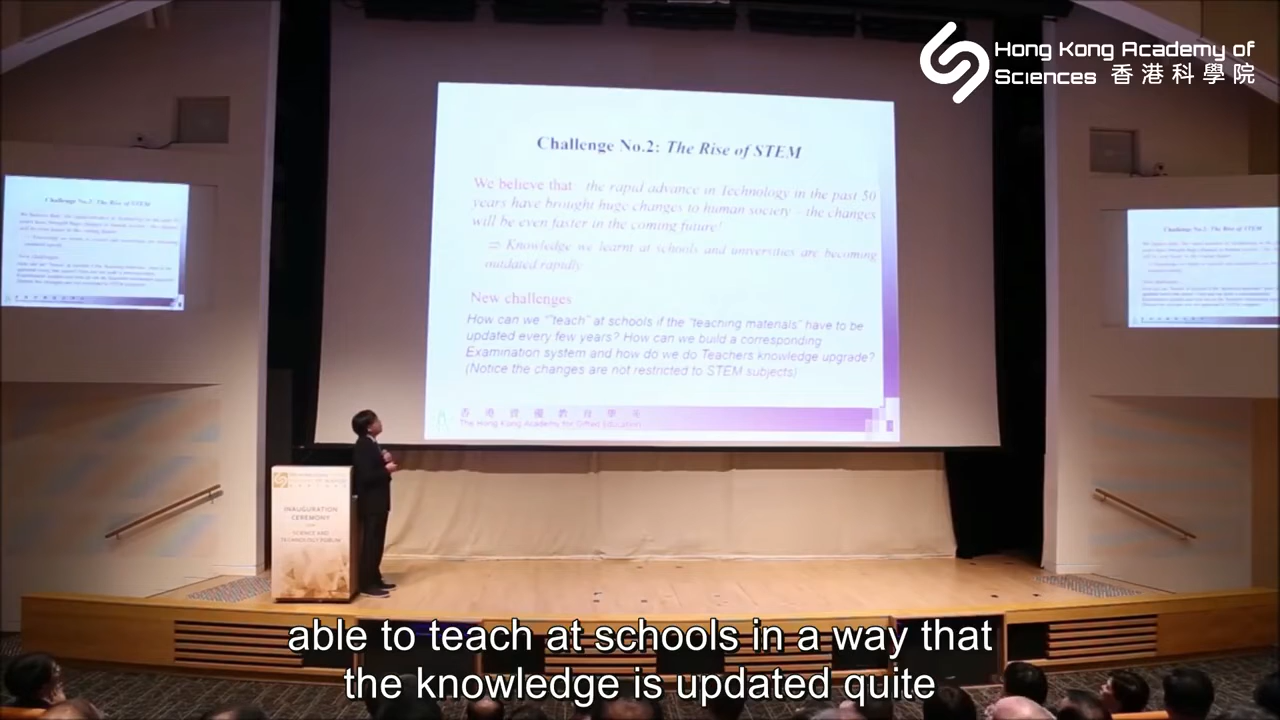 Hong Kong Academy of
Sciences 香港科學院
Challenge No.2: The Rise of STEM
We believe that the rapid advance in Technology in the past 50
years have brought huge changes to human society - the changes
will be even faster in the coming future!
⇒ Knowledge we learnt at schools and universities are becoming
outdated rapidly
New challenges
How can we "teach" at schools if the "teaching materials" have to be
updated every few years? How can we build a corresponding
Examination system and how do we do Teachers knowledge upgrade?
(Notice the changes are not restricted to STEM subjects)
香港資優教育學苑
The Hong Kong Academy for Gifted Education
INAUGURATION
CEREMONY
SCIENCE AND
TECHNOLOGY FORUM
able to teach at schools in a way that
the knowledge is updated quite